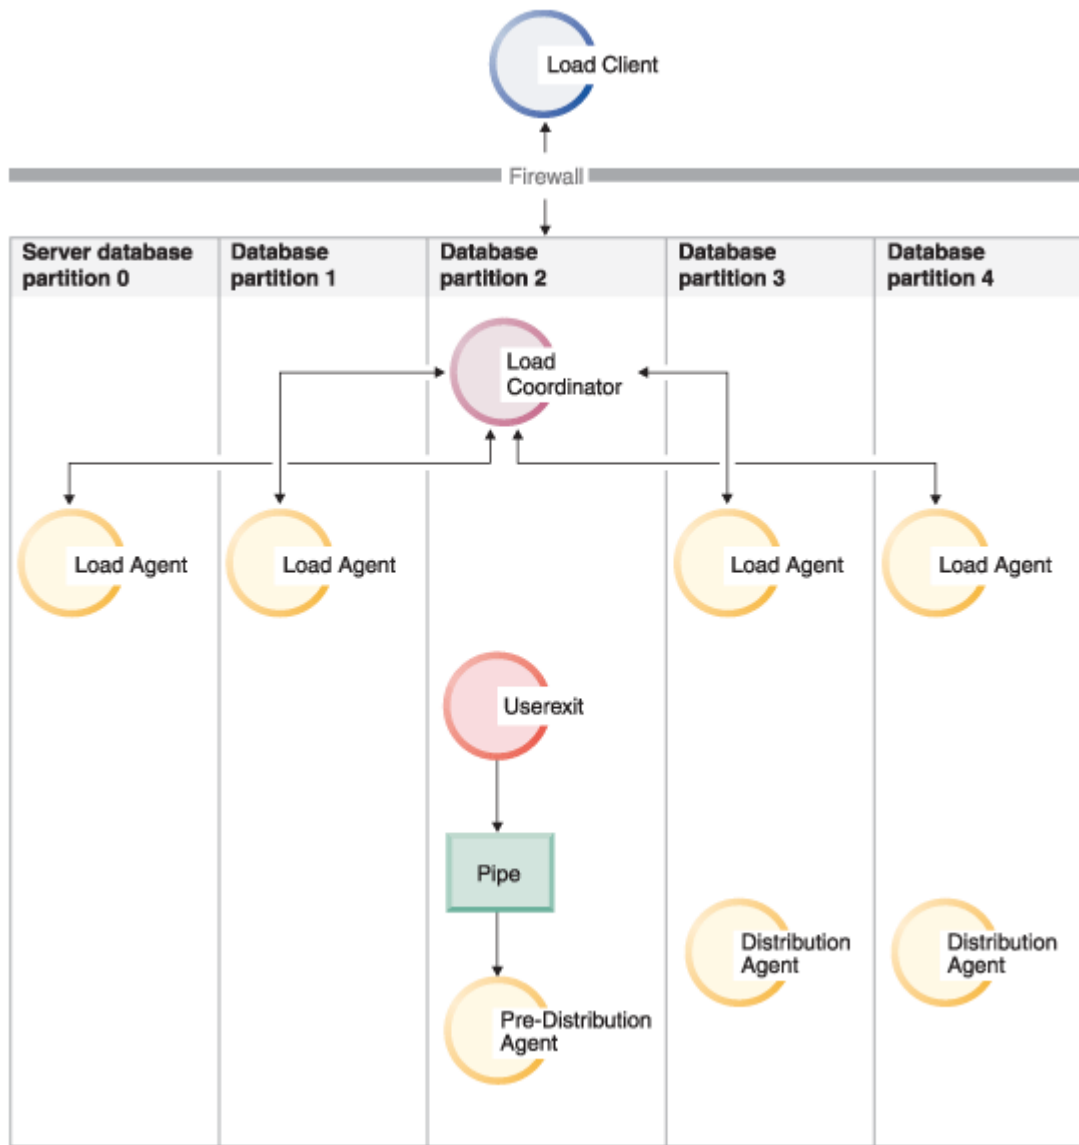 Load Client
Firewall
Server database
partition 0
Database
partition 1
Database
partition 2
Database
partition 3
Database
partition 4
Load
Coordinator
Load Agent
Load Agent
Load Agent
Load Agent
Userexit
Pipe
Distribution
Agent
Distribution
Agent
Pre-Distribution
Agent